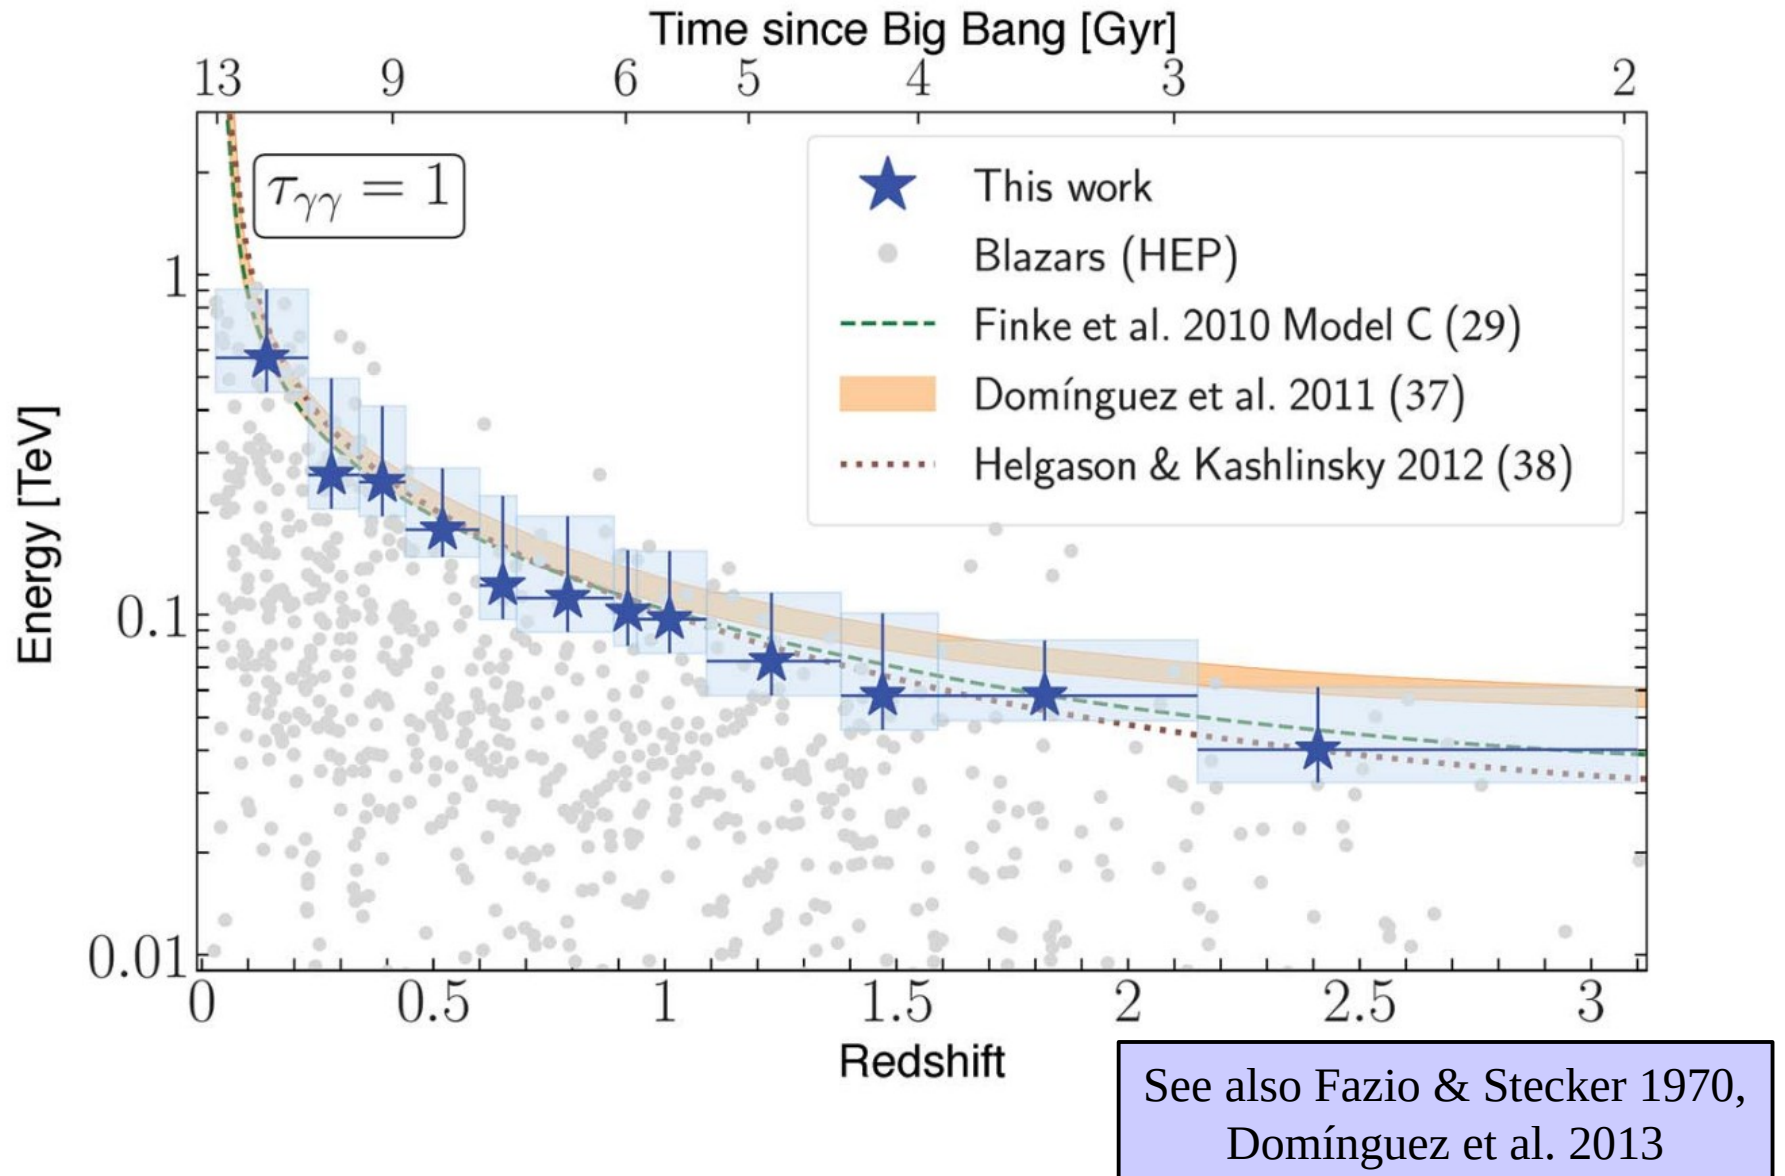 Time since Big Bang [Gyr]
13 9 6 5 4 3 2
τγγ = 1
This work
Blazars (HEP)
Finke et al. 2010 Model C (29)
Domínguez et al. 2011 (37)
Helgason & Kashlinsky 2012 (38)
Energy [TeV]
1
0.1
0.01
0 0.5 1 1.5 2 2.5 3
Redshift
See also Fazio & Stecker 1970,
Domínguez et al. 2013